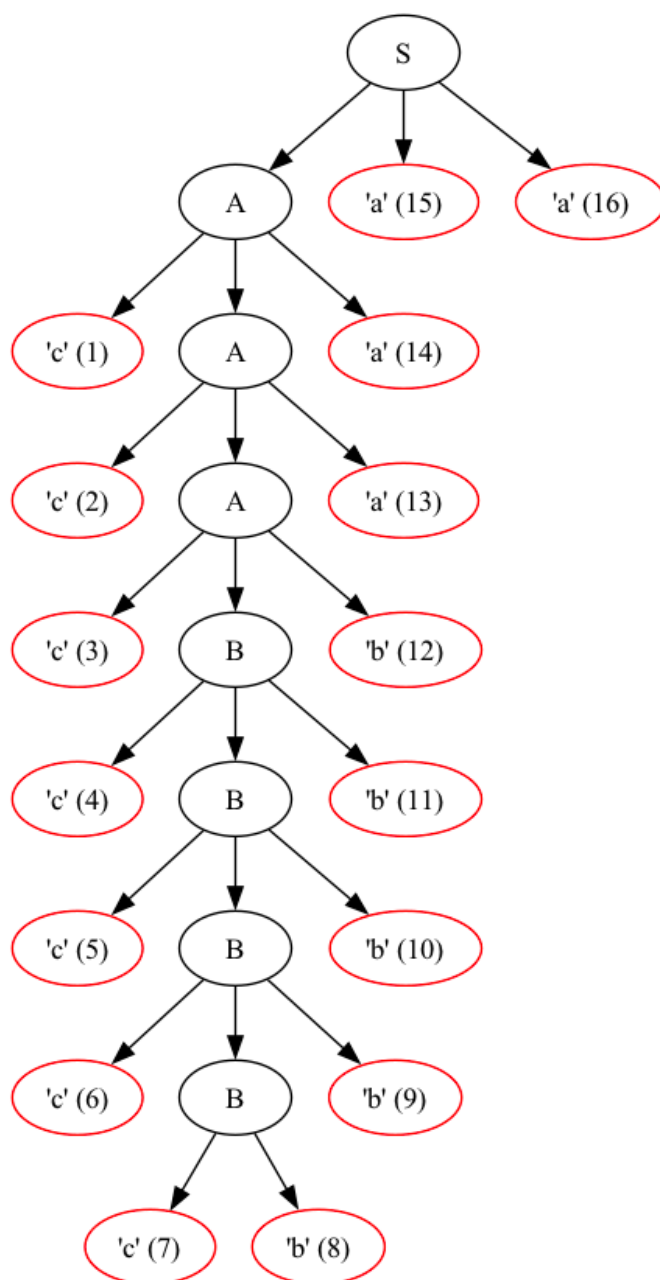 S
A 'a' (15) 'a' (16)
'c' (1) A 'a' (14)
'c' (2) A 'a' (13)
'c' (3) B 'b' (12)
'c' (4) B 'b' (11)
'c' (5) B 'b' (10)
'c' (6) B 'b' (9)
'c' (7) 'b' (8)